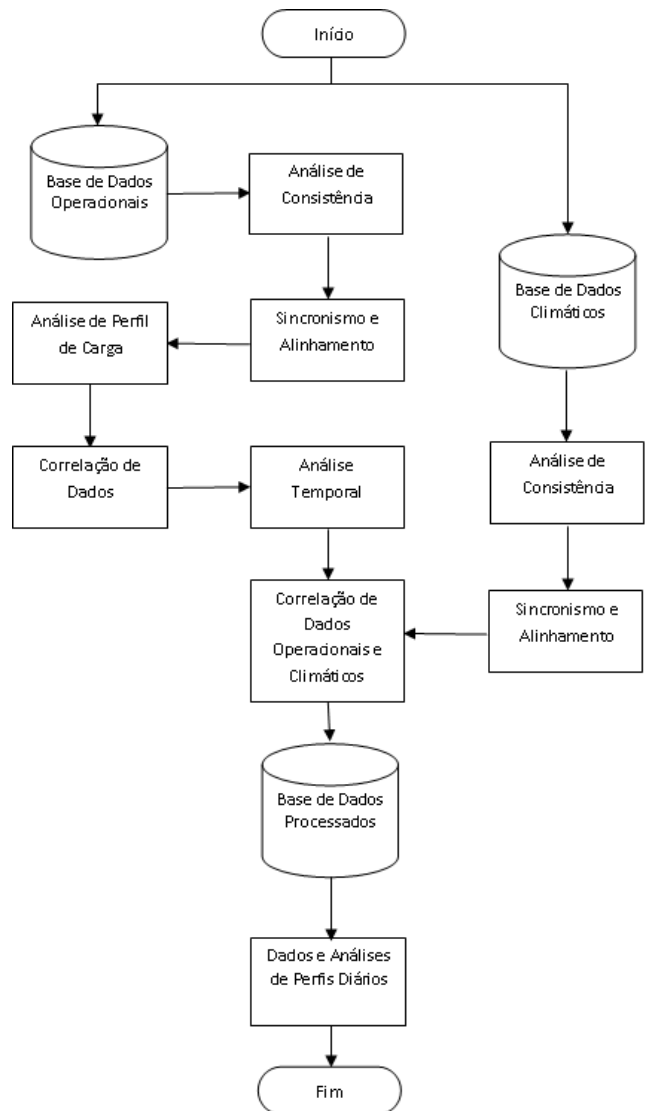 Início
Base de Dados
Operacionais
Análise de
Consistência
Base de Dados
Climáticos
Análise de Perfil
de Carga
Sincronismo e
Alinhamento
Correlação de
Dados
Análise
Temporal
Análise de
Consistência
Correlação de
Dados
Operacionais e
Climáticos
Sincronismo e
Alinhamento
Base de Dados
Processados
Dados e Análises
de Perfis Diários
Fim